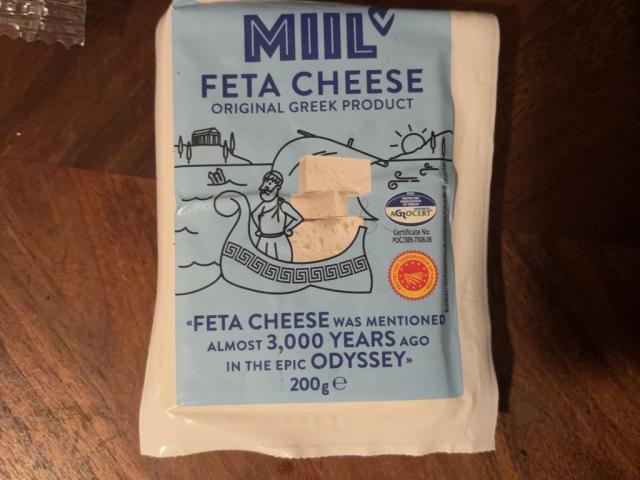 MIIL
FETA CHEESE
ORIGINAL GREEK PRODUCT
AGROCERT
Certificate No:
«FETA CHEESE WAS MENTIONED
ALMOST 3,000 YEARS AGO
IN THE EPIC ODYSSEY»
200g e